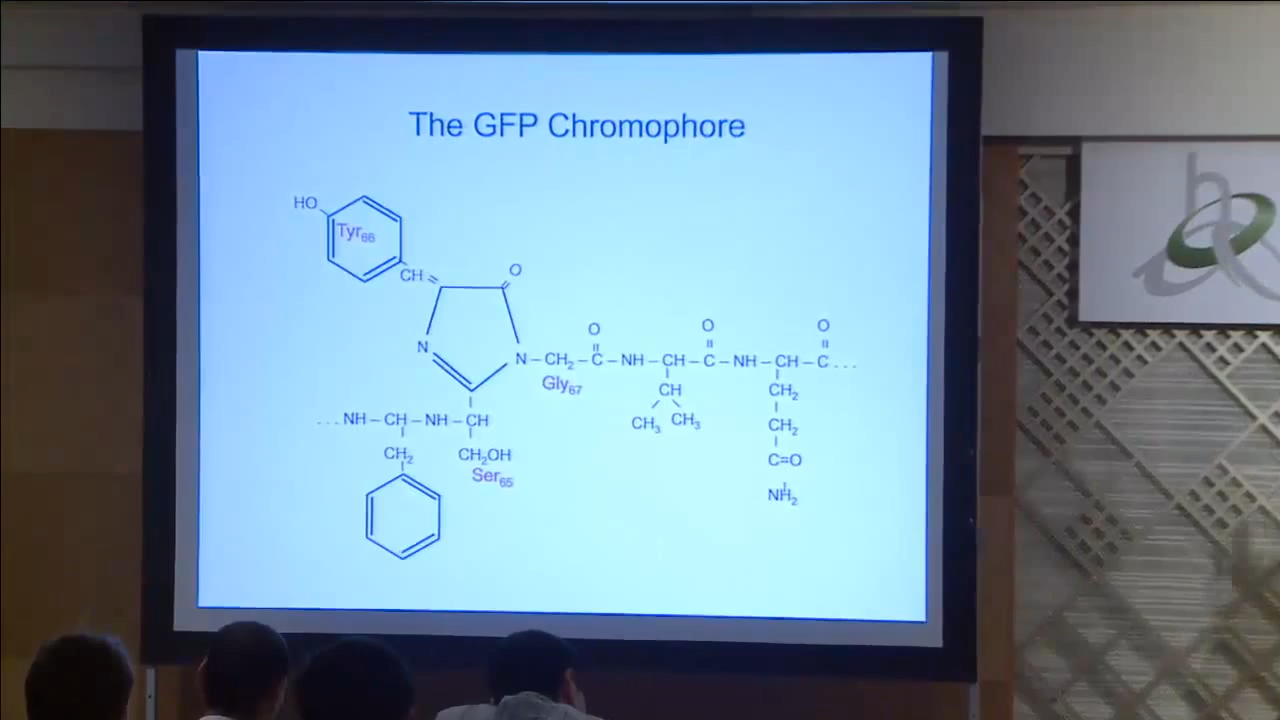 The GFP Chromophore
HO
Tyr66
CH
O
N
N–CH2–C–NH–CH–C–NH–CH–C...
O
O
O
Gly67
CH
CH3
CH3
CH2
CH2
C=O
NH2
...NH–CH–NH–CH
CH2
CH2OH
Ser65